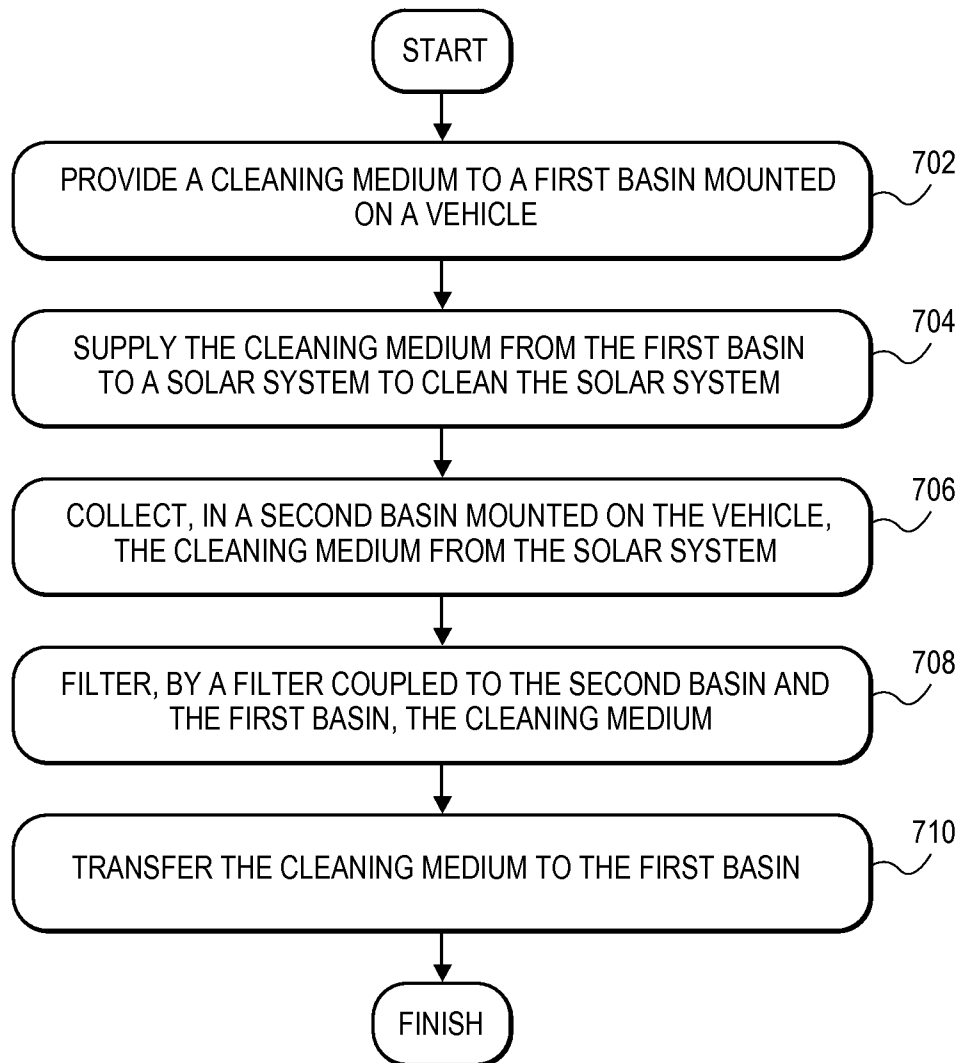 START
PROVIDE A CLEANING MEDIUM TO A FIRST BASIN MOUNTED
ON A VEHICLE
702
SUPPLY THE CLEANING MEDIUM FROM THE FIRST BASIN
TO A SOLAR SYSTEM TO CLEAN THE SOLAR SYSTEM
704
COLLECT, IN A SECOND BASIN MOUNTED ON THE VEHICLE,
THE CLEANING MEDIUM FROM THE SOLAR SYSTEM
706
FILTER, BY A FILTER COUPLED TO THE SECOND BASIN AND
THE FIRST BASIN, THE CLEANING MEDIUM
708
TRANSFER THE CLEANING MEDIUM TO THE FIRST BASIN
710
FINISH